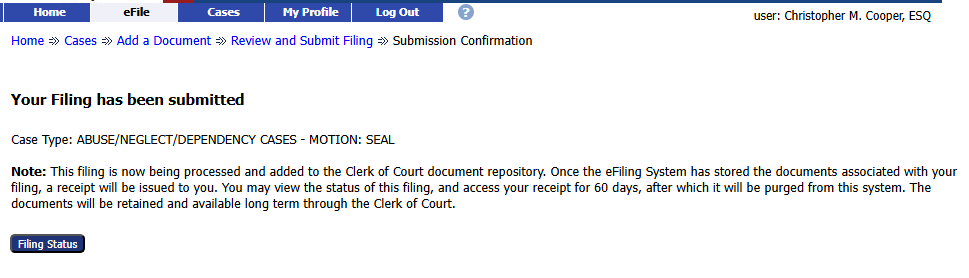 Home eFile Cases My Profile Log Out ?
user: Christopher M. Cooper, ESQ
Home ⇒ Cases ⇒ Add a Document ⇒ Review and Submit Filing ⇒ Submission Confirmation
Your Filing has been submitted
Case Type: ABUSE/NEGLECT/DEPENDENCY CASES - MOTION: SEAL
Note: This filing is now being processed and added to the Clerk of Court document repository. Once the eFiling System has stored the documents associated with your
filing, a receipt will be issued to you. You may view the status of this filing, and access your receipt for 60 days, after which it will be purged from this system. The
documents will be retained and available long term through the Clerk of Court.
Filing Status